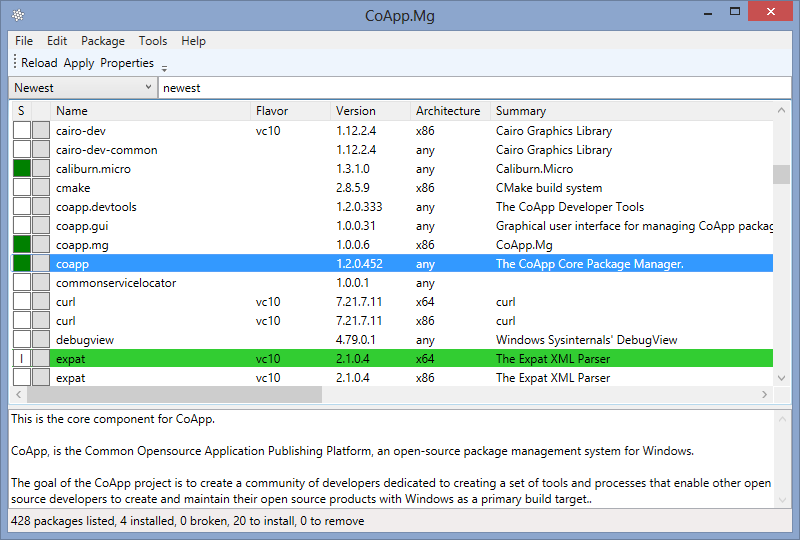 CoApp.Mg
File Edit Package Tools Help
Reload Apply Properties
Newest newest
S Name Flavor Version Architecture Summary
cairo-dev vc10 1.12.2.4 x86 Cairo Graphics Library
cairo-dev-common 1.12.2.4 any Cairo Graphics Library
caliburn.micro 1.3.1.0 any Caliburn.Micro
cmake 2.8.5.9 x86 CMake build system
coapp.devtools 1.2.0.333 any The CoApp Developer Tools
coapp.gui 1.0.0.31 any Graphical user interface for managing CoApp packag
coapp.mg 1.0.0.6 x86 CoApp.Mg
coapp 1.2.0.452 any The CoApp Core Package Manager.
commonservicelocator 1.0.0.1 any
curl vc10 7.21.7.11 x64 curl
curl vc10 7.21.7.11 x86 curl
debugview 4.79.0.1 any Windows Sysinternals' DebugView
I expat vc10 2.1.0.4 x64 The Expat XML Parser
expat vc10 2.1.0.4 x86 The Expat XML Parser
This is the core component for CoApp.
CoApp, is the Common Opensource Application Publishing Platform, an open-source package management system for Windows.
The goal of the CoApp project is to create a community of developers dedicated to creating a set of tools and processes that enable other open
source developers to create and maintain their open source products with Windows as a primary build target..
428 packages listed, 4 installed, 0 broken, 20 to install, 0 to remove